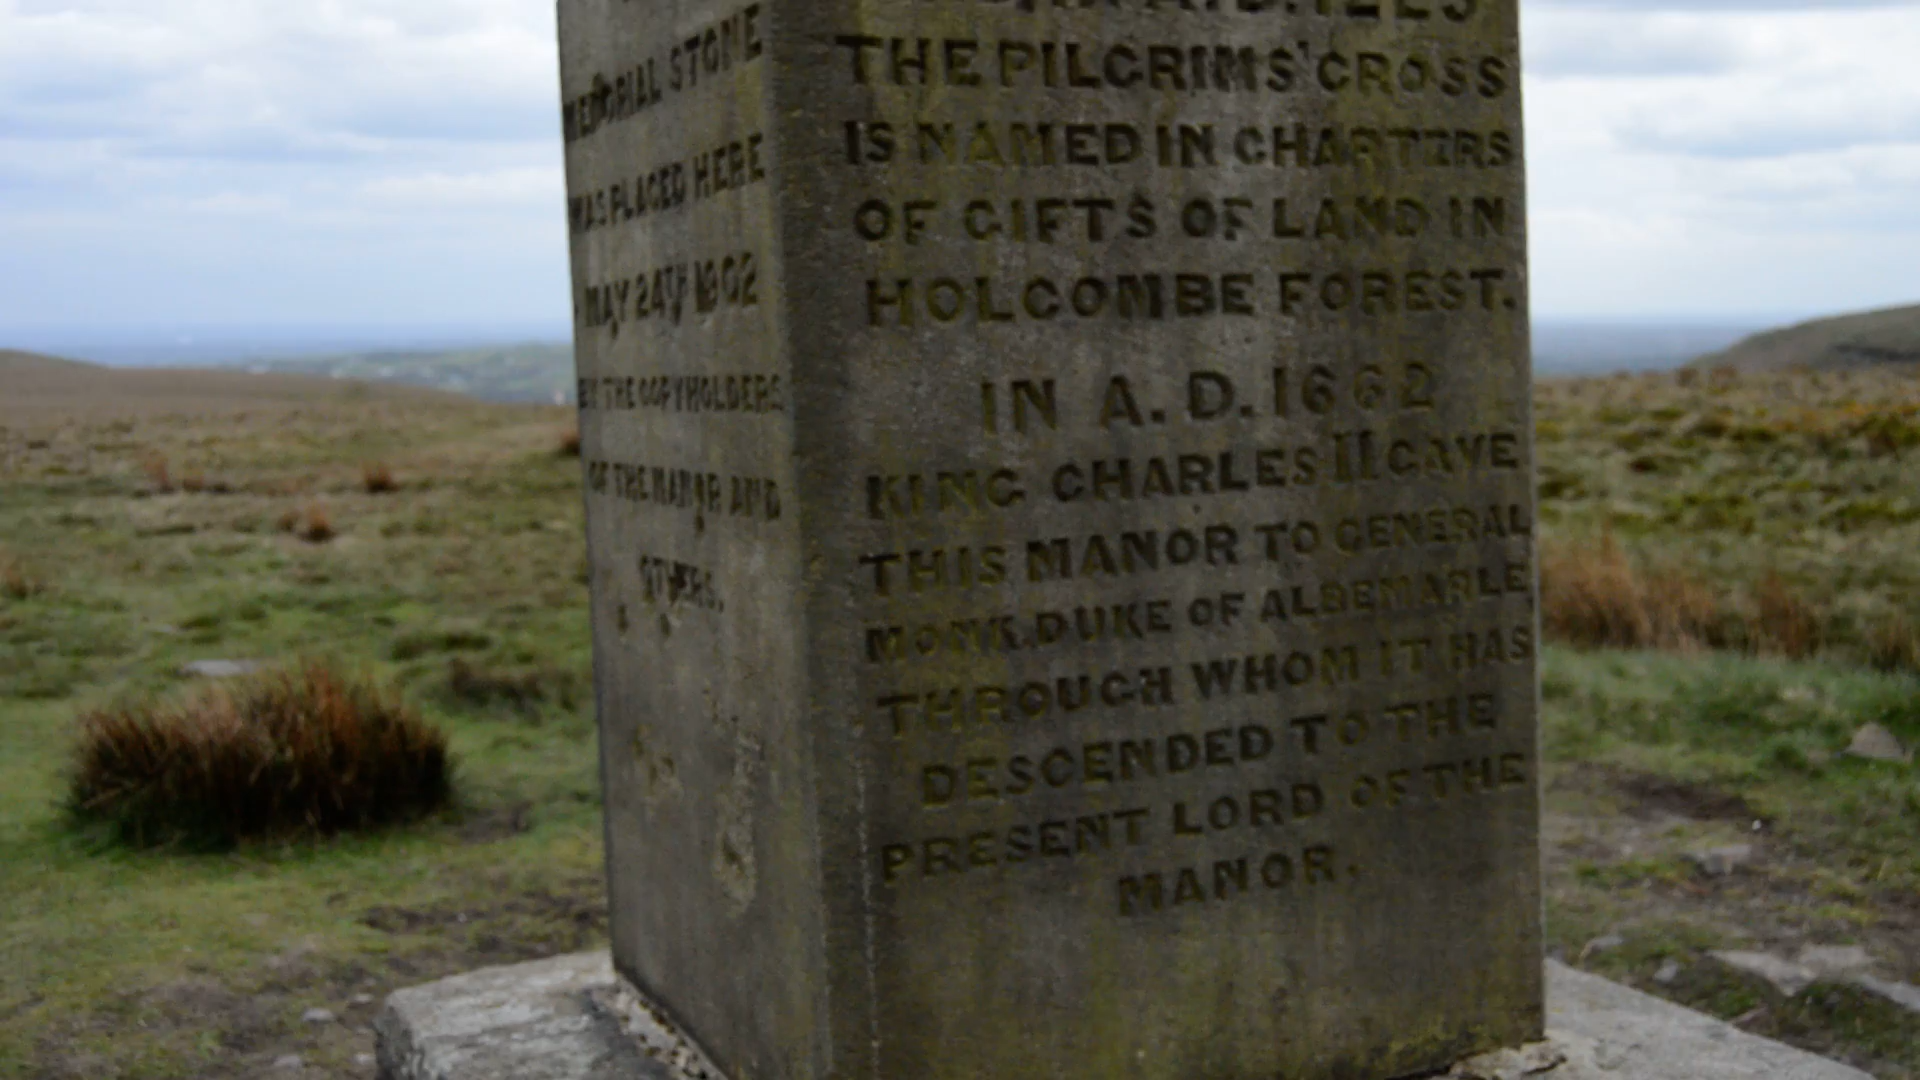 MEMORIAL STONE
WAS PLACED HERE
MAY 24TH 1902
BY THE COPYHOLDERS
OF THE MANOR AND
OTHERS.
A.D. 1225
THE PILGRIMS' CROSS
IS NAMED IN CHARTERS
OF GIFTS OF LAND IN
HOLCOMBE FOREST.
IN A.D. 1662
KING CHARLES II GAVE
THIS MANOR TO GENERAL
MONK, DUKE OF ALBEMARLE
THROUGH WHOM IT HAS
DESCENDED TO THE
PRESENT LORD OF THE
MANOR.